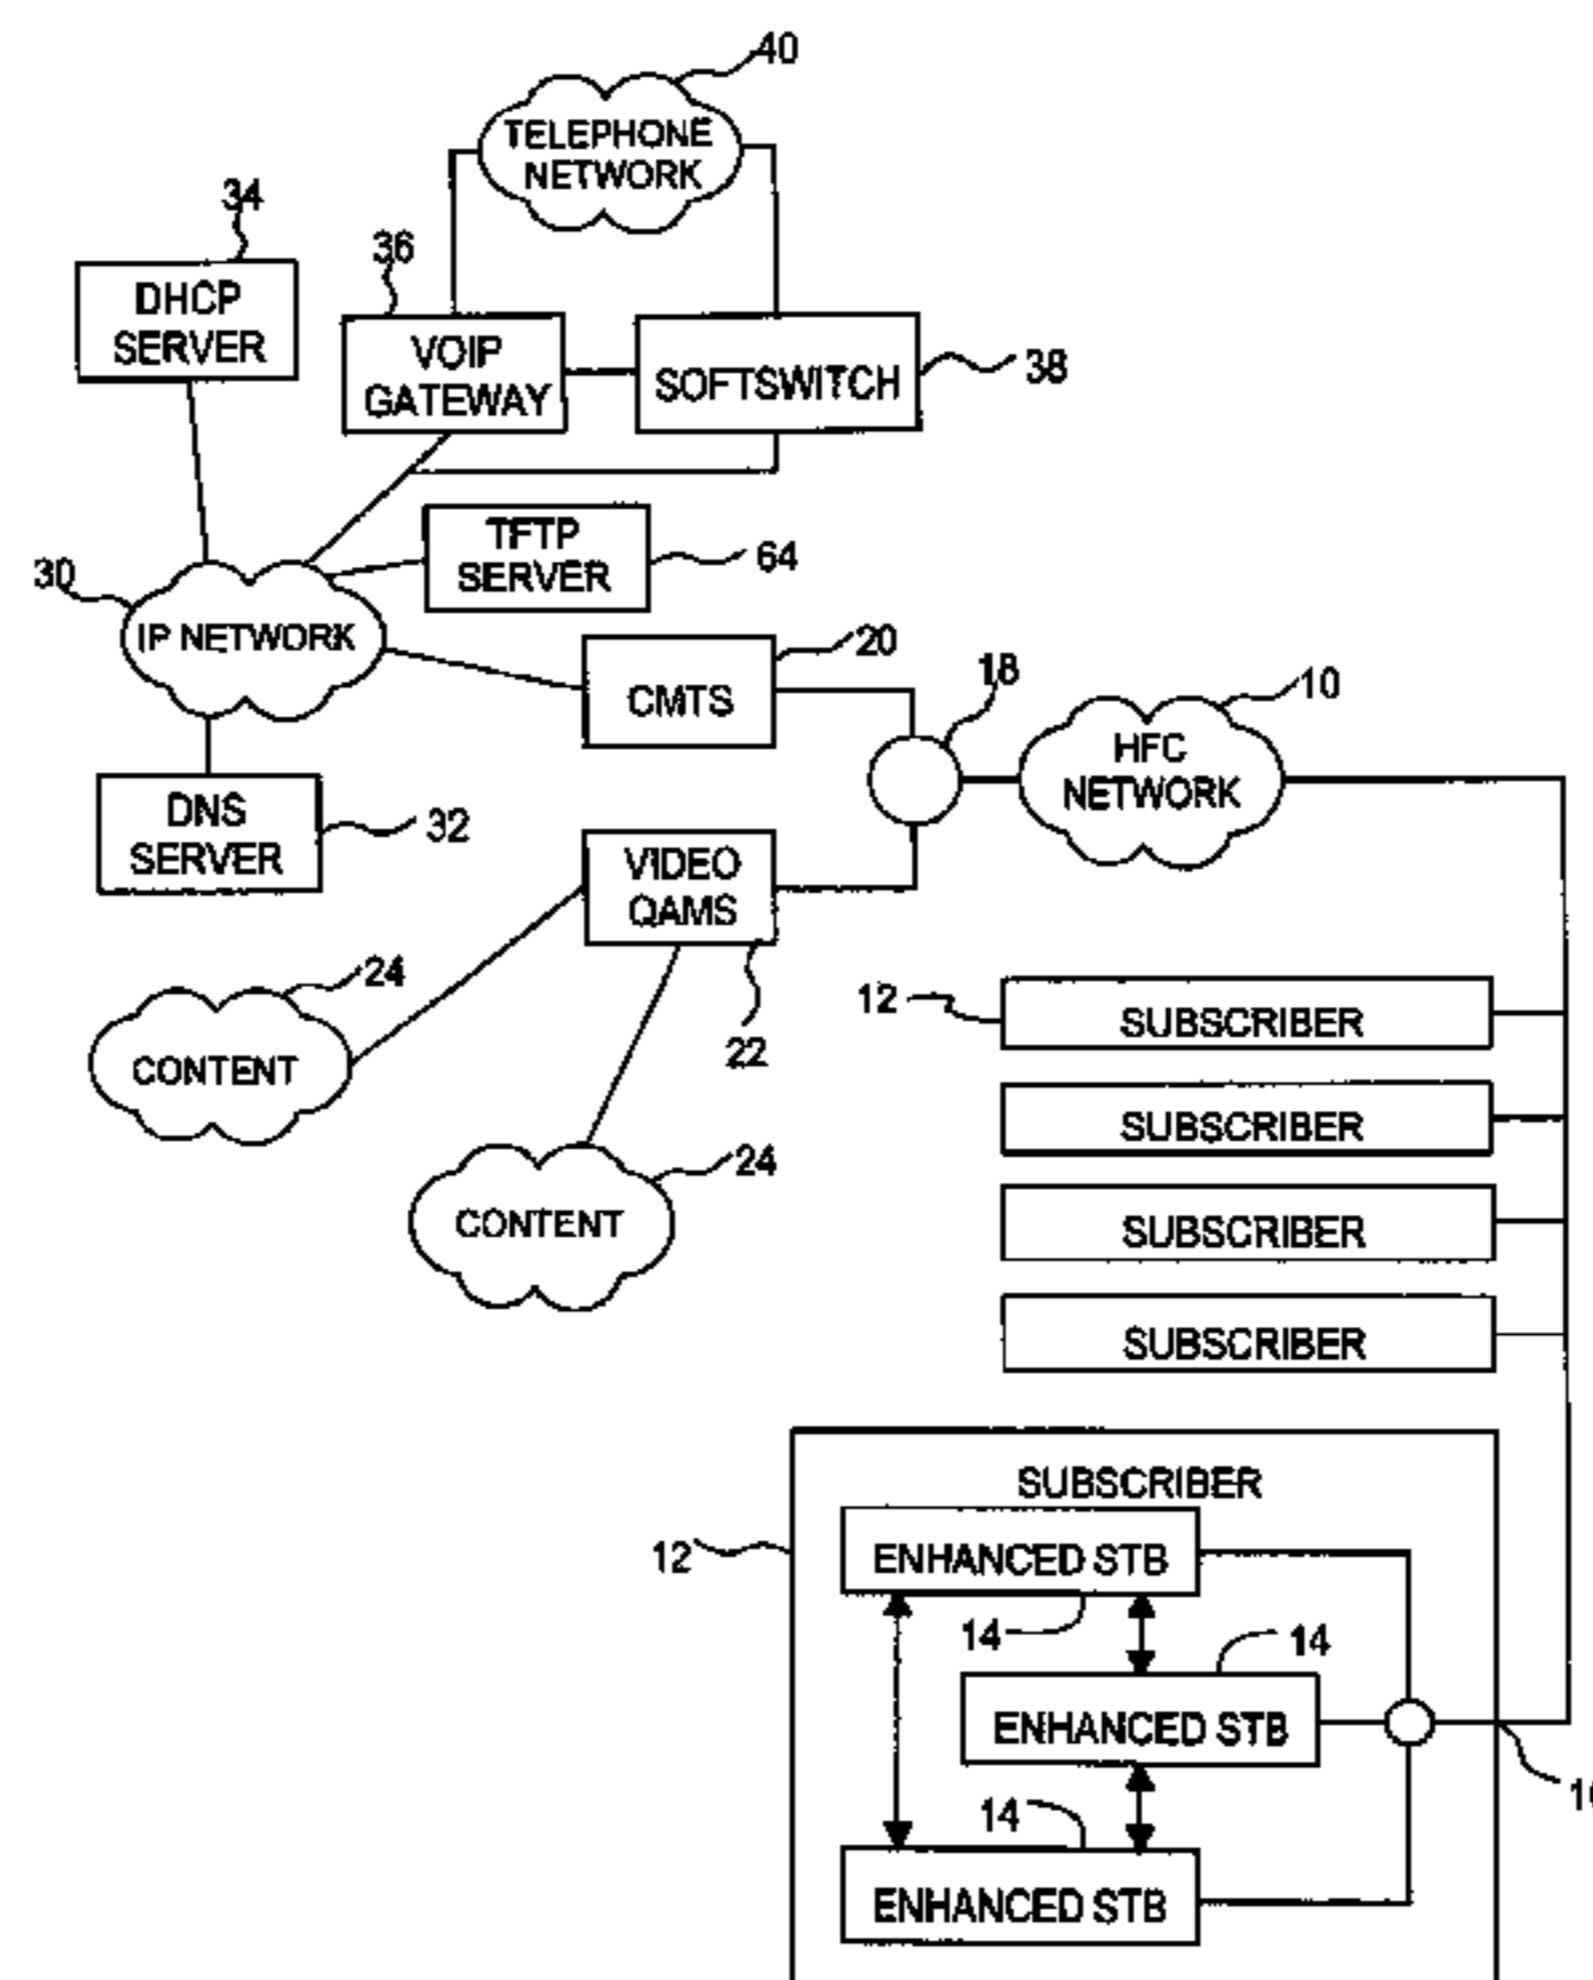 40
TELEPHONE
NETWORK
34
36
DHCP
SERVER
VOIP
GATEWAY
SOFTSWITCH
38
TFTP
SERVER
64
30
IP NETWORK
20
CMTS
18
10
HFC
NETWORK
DNS
SERVER
32
VIDEO
QAMS
22
24
CONTENT
24
CONTENT
12
SUBSCRIBER
SUBSCRIBER
SUBSCRIBER
SUBSCRIBER
SUBSCRIBER
12
ENHANCED STB
14
14
ENHANCED STB
14
ENHANCED STB